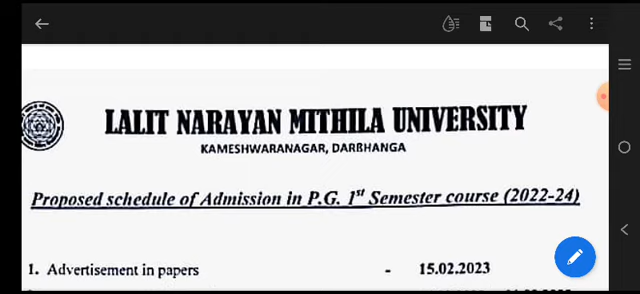 LALIT NARAYAN MITHILA UNIVERSITY
KAMESHWARANAGAR, DARBHANGA
Proposed schedule of Admission in P.G. 1st Semester course (2022-24)
1. Advertisement in papers - 15.02.2023